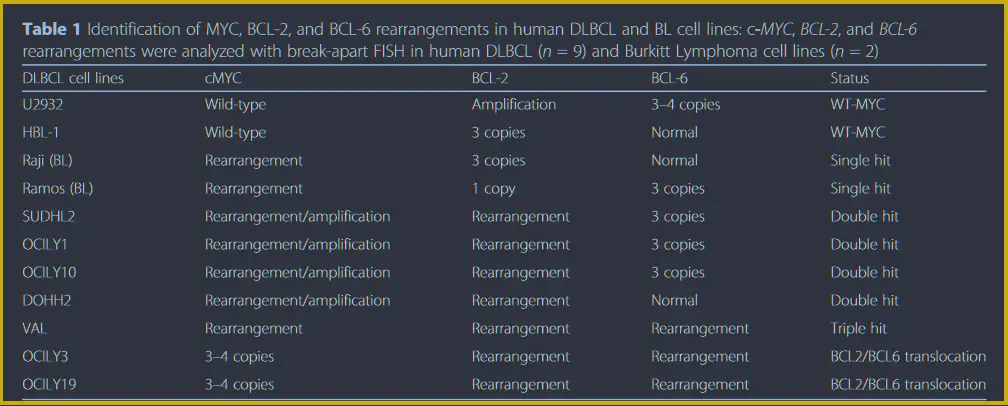 Table 1 Identification of MYC, BCL-2, and BCL-6 rearrangements in human DLBCL and BL cell lines: c-MYC, BCL-2, and BCL-6
rearrangements were analyzed with break-apart FISH in human DLBCL (n = 9) and Burkitt Lymphoma cell lines (n = 2)
DLBCL cell lines cMYC BCL-2 BCL-6 Status
U2932 Wild-type Amplification 3–4 copies WT-MYC
HBL-1 Wild-type 3 copies Normal WT-MYC
Raji (BL) Rearrangement 3 copies Normal Single hit
Ramos (BL) Rearrangement 1 copy 3 copies Single hit
SUDHL2 Rearrangement/amplification Rearrangement 3 copies Double hit
OCILY1 Rearrangement/amplification Rearrangement 3 copies Double hit
OCILY10 Rearrangement/amplification Rearrangement 3 copies Double hit
DOHH2 Rearrangement/amplification Rearrangement Normal Double hit
VAL Rearrangement Rearrangement Rearrangement Triple hit
OCILY3 3–4 copies Rearrangement Rearrangement BCL2/BCL6 translocation
OCILY19 3–4 copies Rearrangement Rearrangement BCL2/BCL6 translocation